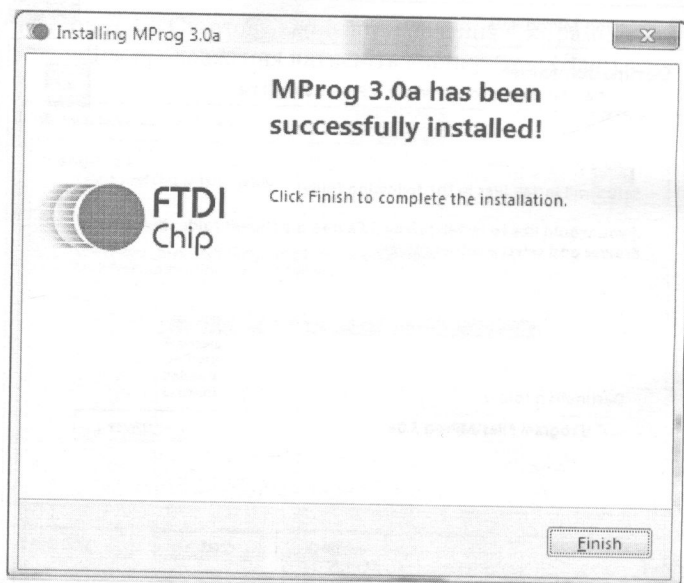 Installing MProg 3.0a
MProg 3.0a has been
successfully installed!
FTDI
Chip
Click Finish to complete the installation.
Finish